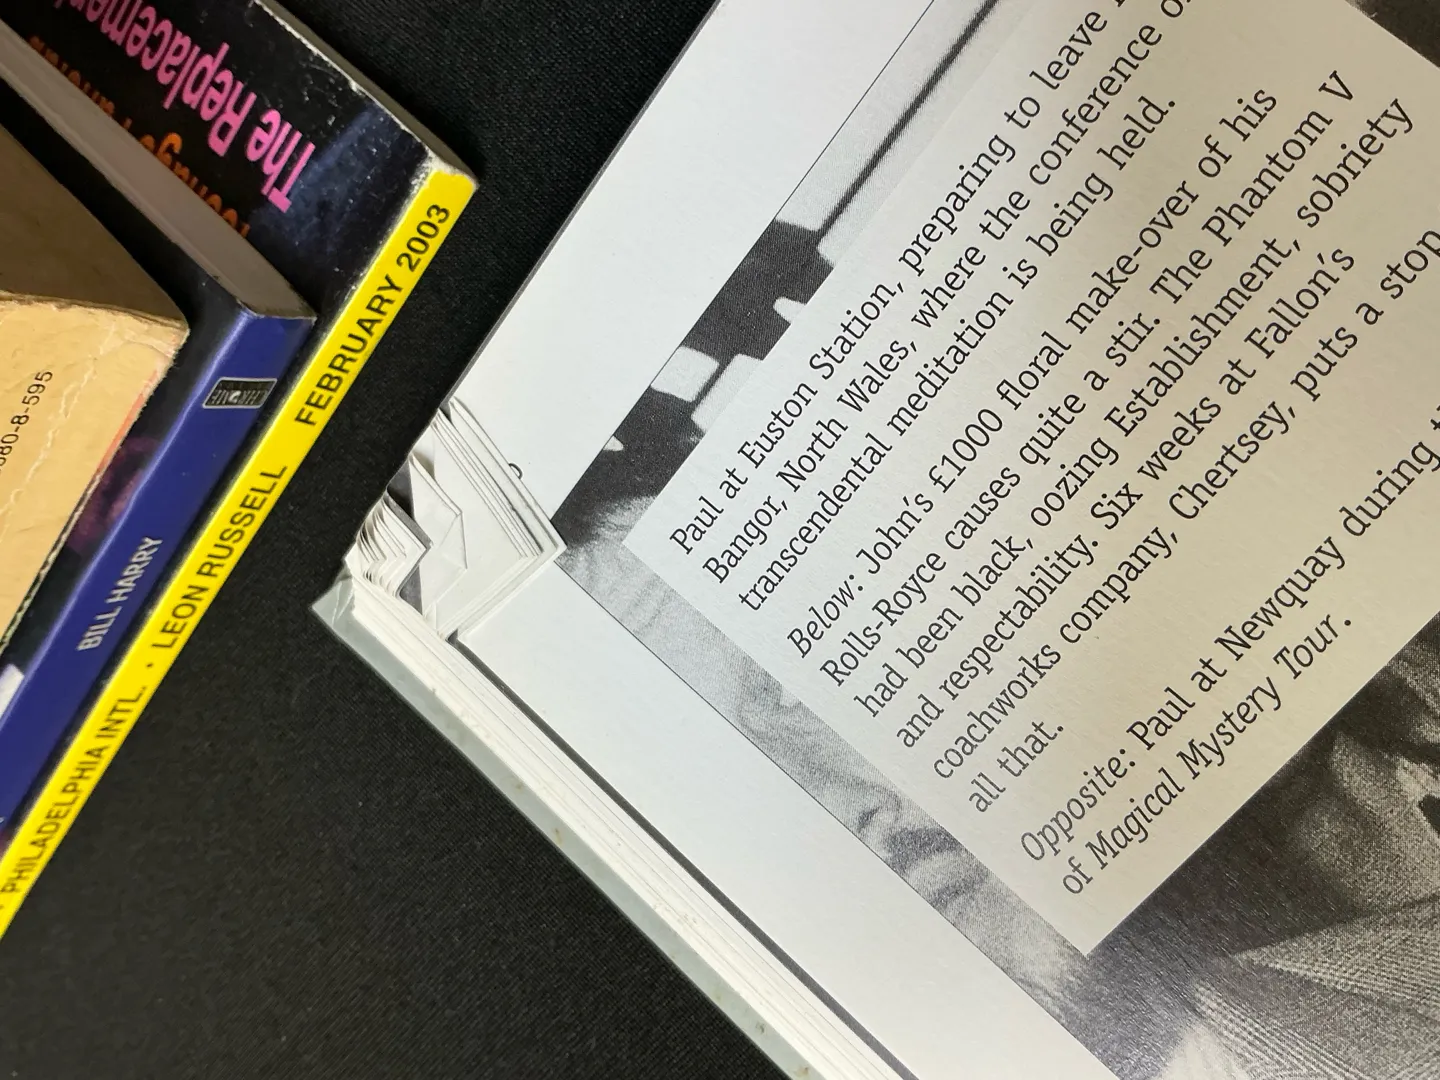 The Replacement
FEBRUARY 2003
LEON RUSSELL
PHILADELPHIA INTL.
BILL HARRY
80-8-595
Paul at Euston Station, preparing to leave
Bangor, North Wales, where the conference
transcendental meditation is being held.
Below: John's £1000 floral make-over of his
Rolls-Royce causes quite a stir. The Phantom V
had been black, oozing Establishment, sobriety
and respectability. Six weeks at Fallon's
coachworks company, Chertsey, puts a stop
all that.
Opposite: Paul at Newquay during
of Magical Mystery Tour.